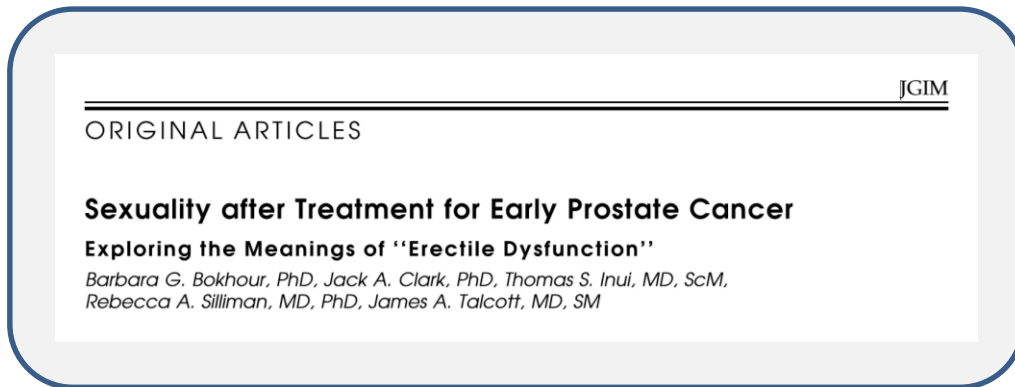 JGIM
ORIGINAL ARTICLES
Sexuality after Treatment for Early Prostate Cancer
Exploring the Meanings of ‘‘Erectile Dysfunction’’
Barbara G. Bokhour, PhD, Jack A. Clark, PhD, Thomas S. Inui, MD, ScM,
Rebecca A. Silliman, MD, PhD, James A. Talcott, MD, SM